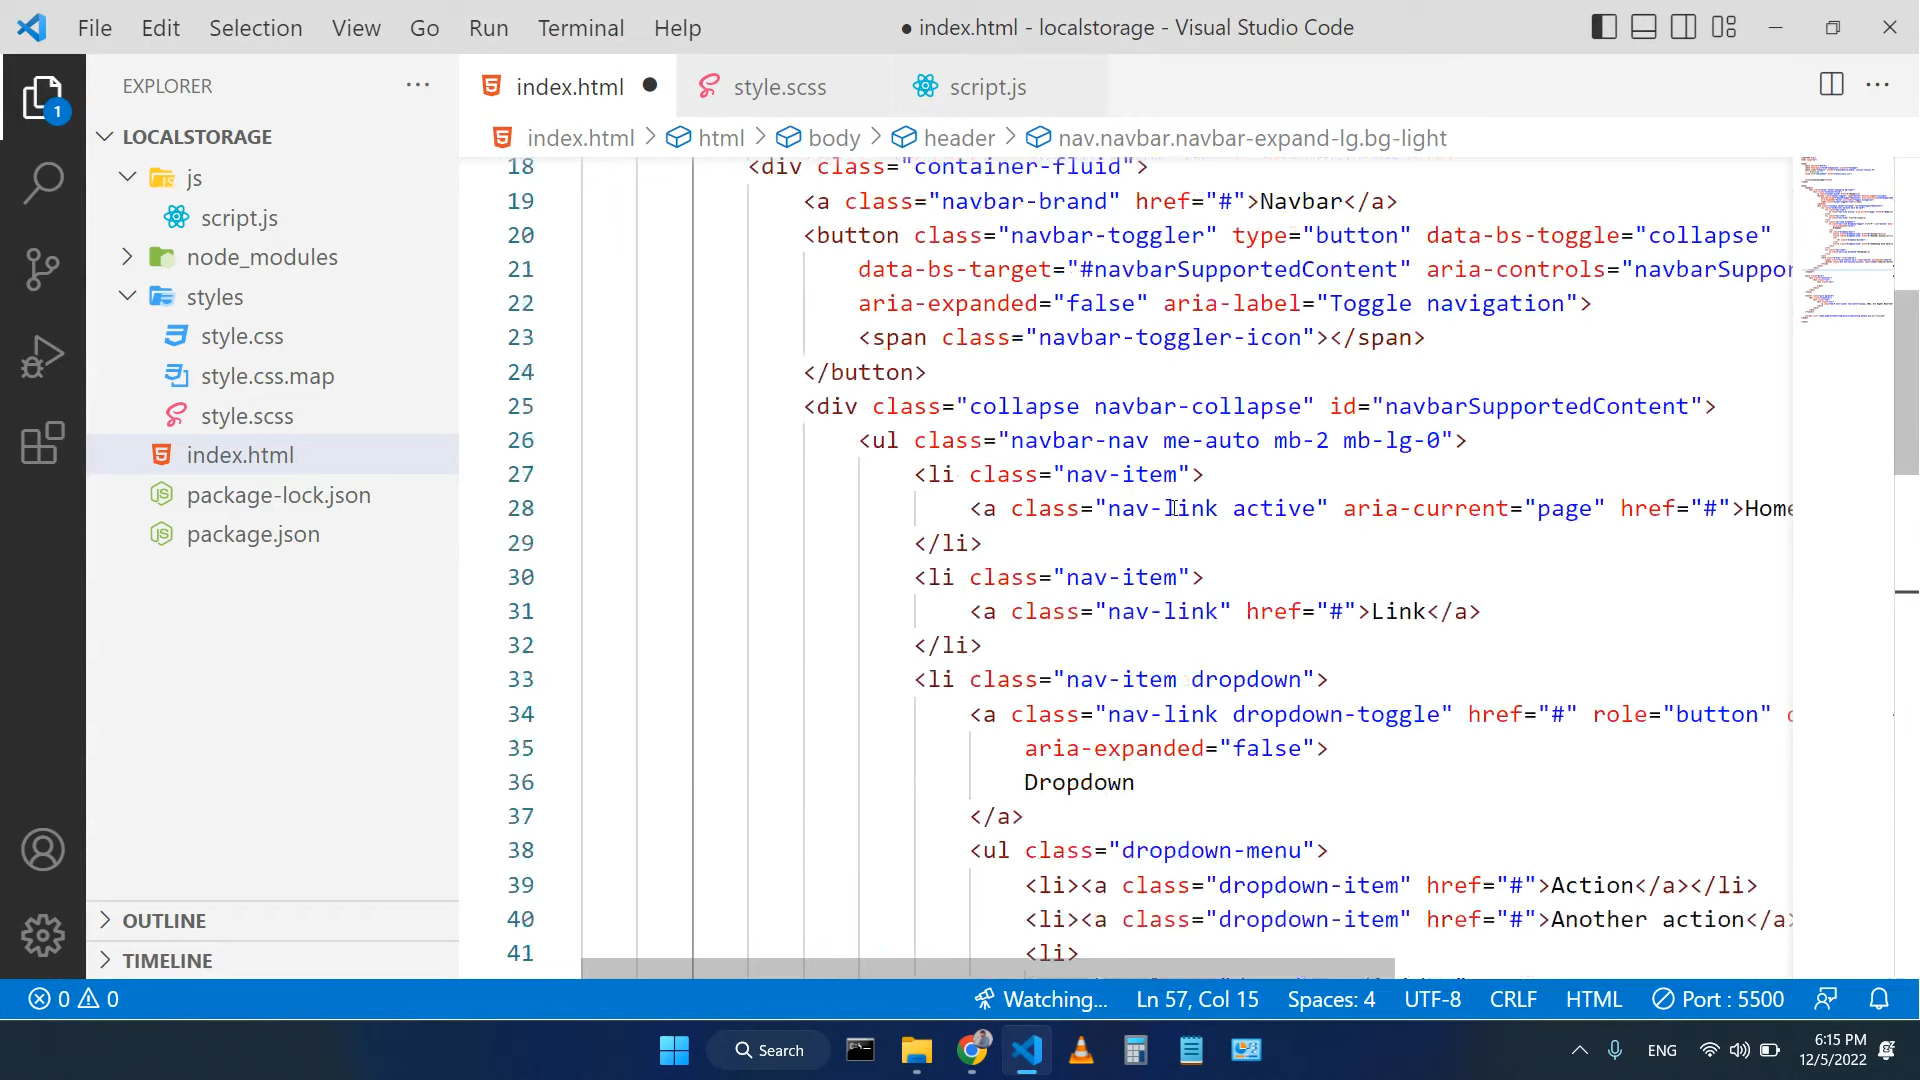 File Edit Selection View Go Run Terminal Help
● index.html - localstorage - Visual Studio Code
EXPLORER
index.html ●
style.scss
script.js
1
LOCALSTORAGE
index.html > html > body > header > nav.navbar.navbar-expand-lg.bg-light
js
script.js
node_modules
styles
style.css
style.css.map
style.scss
index.html
package-lock.json
package.json
OUTLINE
TIMELINE
18 <div class="container-fluid">
19 <a class="navbar-brand" href="#">Navbar</a>
20 <button class="navbar-toggler" type="button" data-bs-toggle="collapse"
21 data-bs-target="#navbarSupportedContent" aria-controls="navbarSuppor
22 aria-expanded="false" aria-label="Toggle navigation">
23 <span class="navbar-toggler-icon"></span>
24 </button>
25 <div class="collapse navbar-collapse" id="navbarSupportedContent">
26 <ul class="navbar-nav me-auto mb-2 mb-lg-0">
27 <li class="nav-item">
28 <a class="nav-link active" aria-current="page" href="#">Home
29 </li>
30 <li class="nav-item">
31 <a class="nav-link" href="#">Link</a>
32 </li>
33 <li class="nav-item dropdown">
34 <a class="nav-link dropdown-toggle" href="#" role="button"
35 aria-expanded="false">
36 Dropdown
37 </a>
38 <ul class="dropdown-menu">
39 <li><a class="dropdown-item" href="#">Action</a></li>
40 <li><a class="dropdown-item" href="#">Another action</a>
41 <li>
0 0
Watching...
Ln 57, Col 15
Spaces: 4
UTF-8
CRLF
HTML
Port : 5500
Search
ENG
6:15 PM
12/5/2022